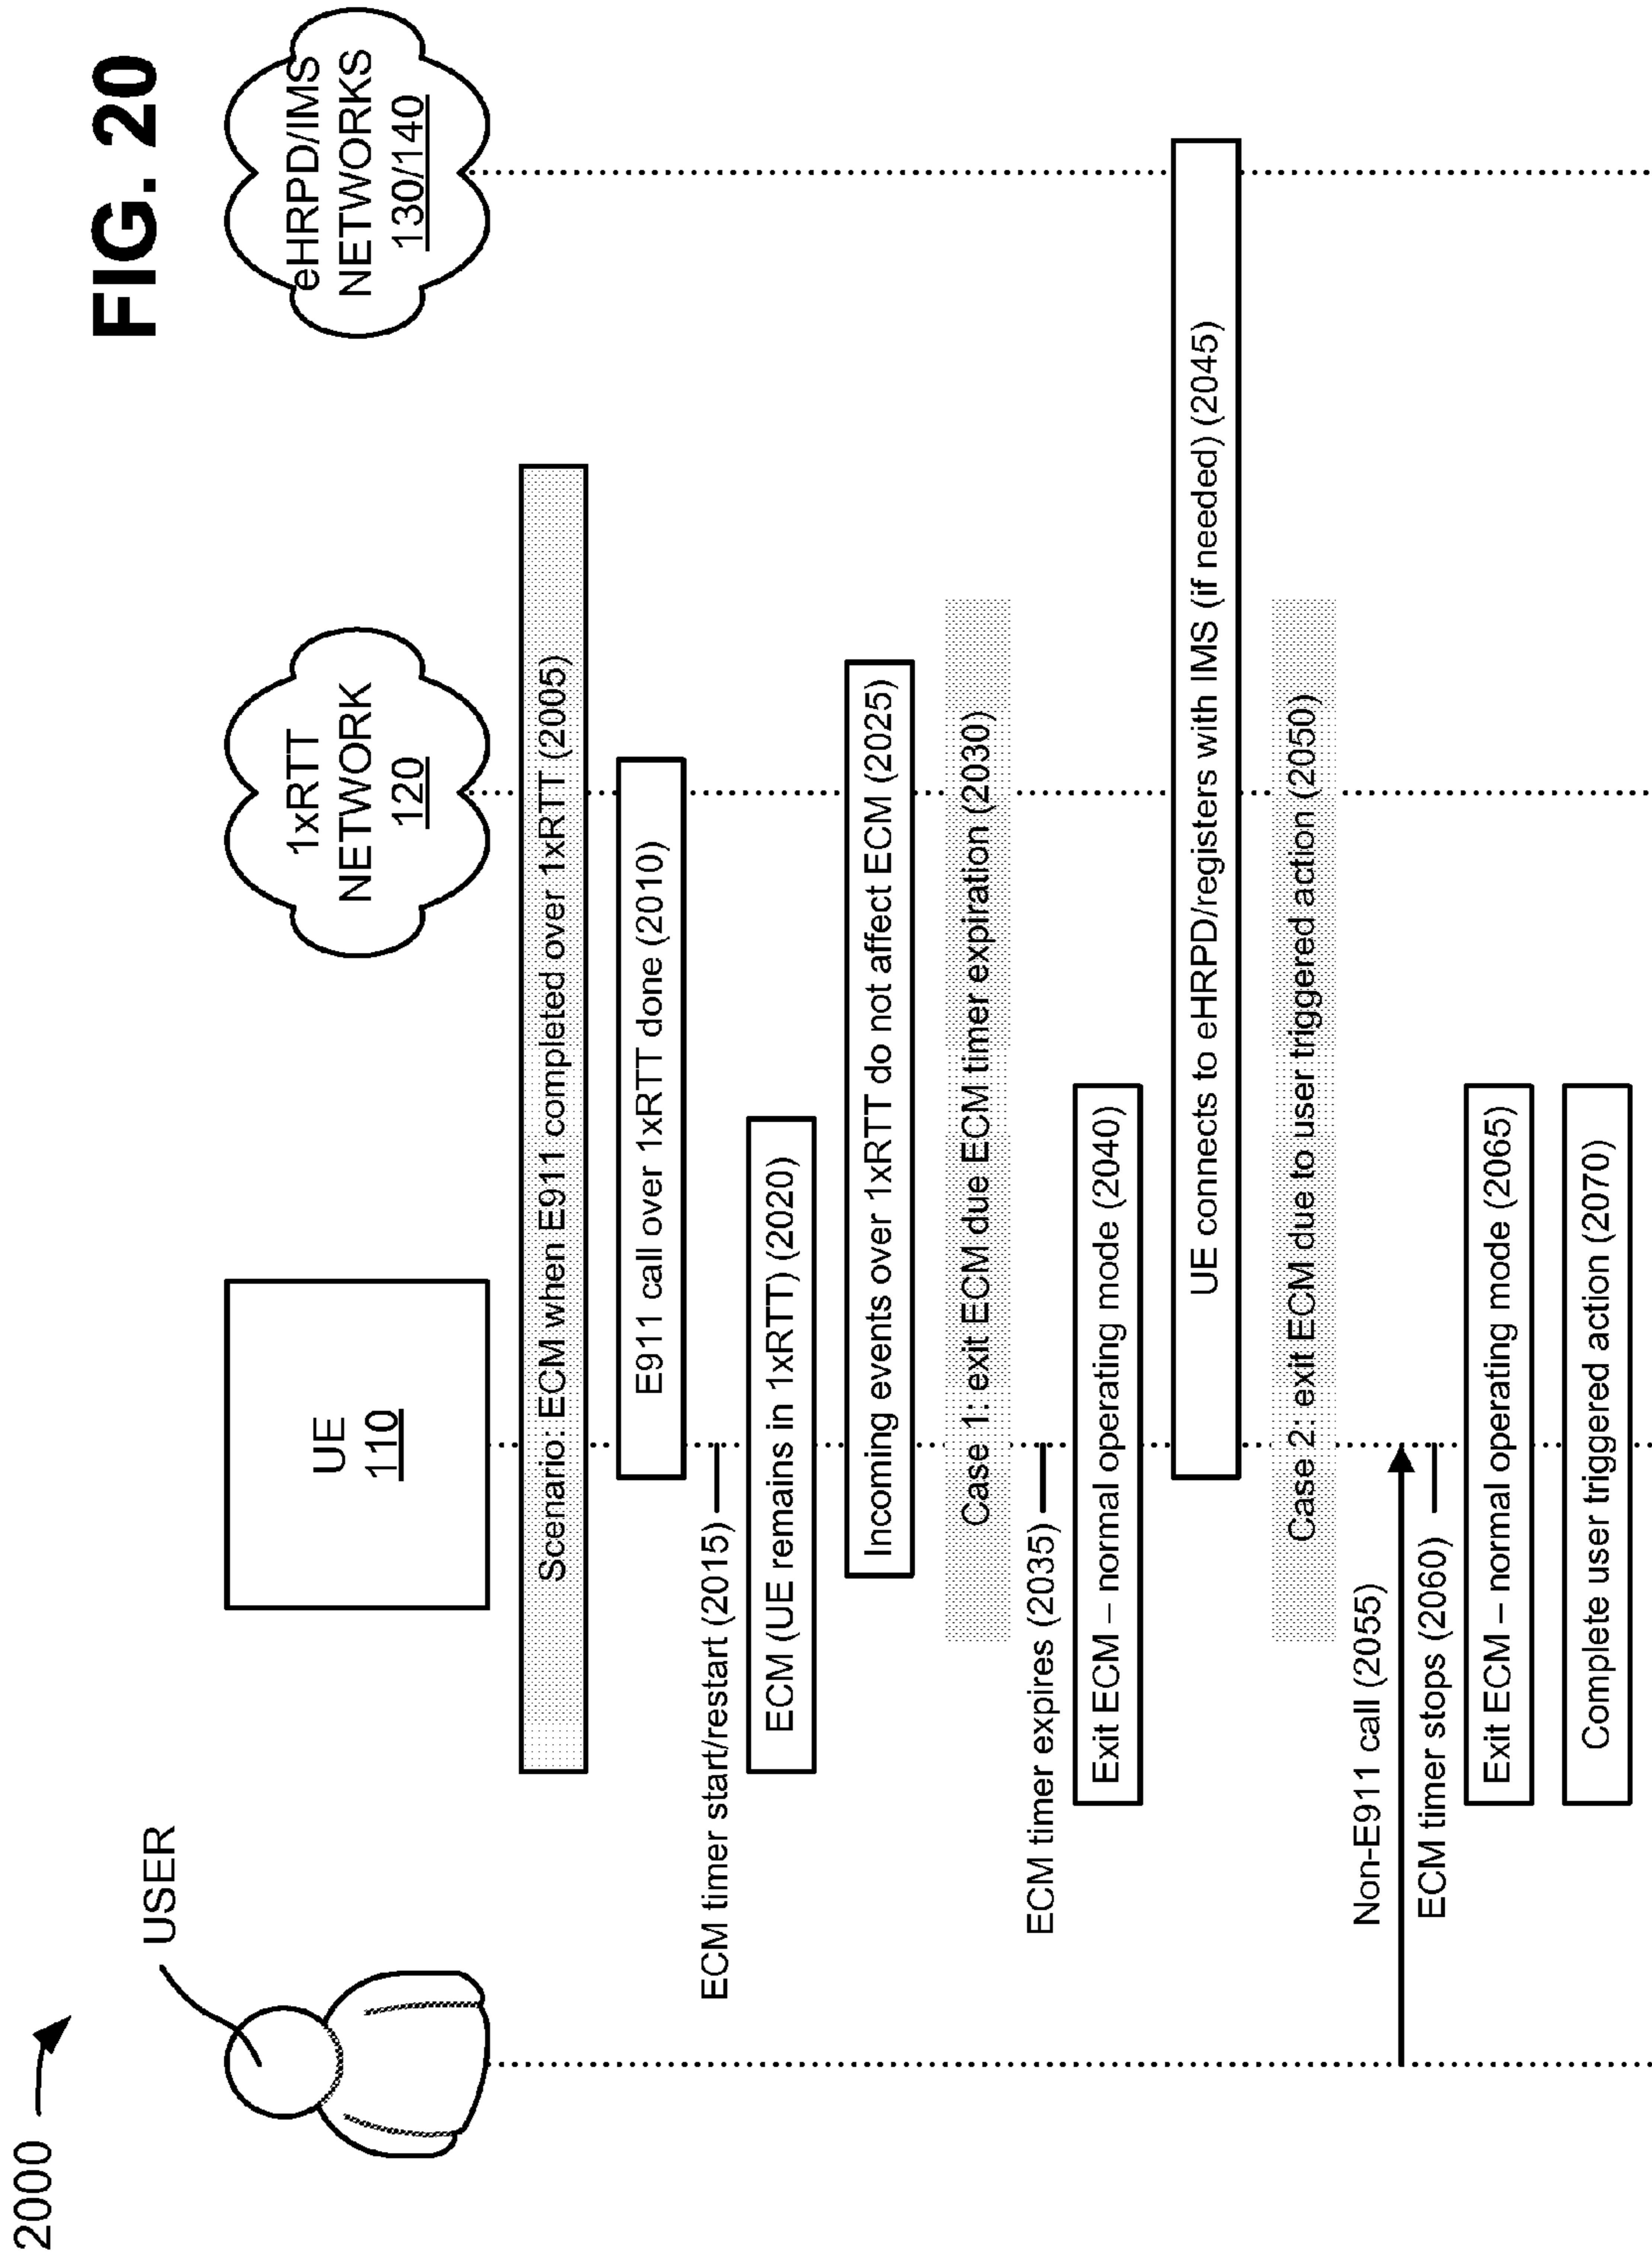 2000
FIG. 20
USER
UE
110
1xRTT
NETWORK
120
eHRPD/IMS
NETWORKS
130/140
Scenario: ECM when E911 completed over 1xRTT (2005)
E911 call over 1xRTT done (2010)
ECM timer start/restart (2015)
ECM (UE remains in 1xRTT) (2020)
Incoming events over 1xRTT do not affect ECM (2025)
Case 1: exit ECM due ECM timer expiration (2030)
ECM timer expires (2035)
Exit ECM – normal operating mode (2040)
UE connects to eHRPD/registers with IMS (if needed) (2045)
Case 2: exit ECM due to user triggered action (2050)
Non-E911 call (2055)
ECM timer stops (2060)
Exit ECM – normal operating mode (2065)
Complete user triggered action (2070)